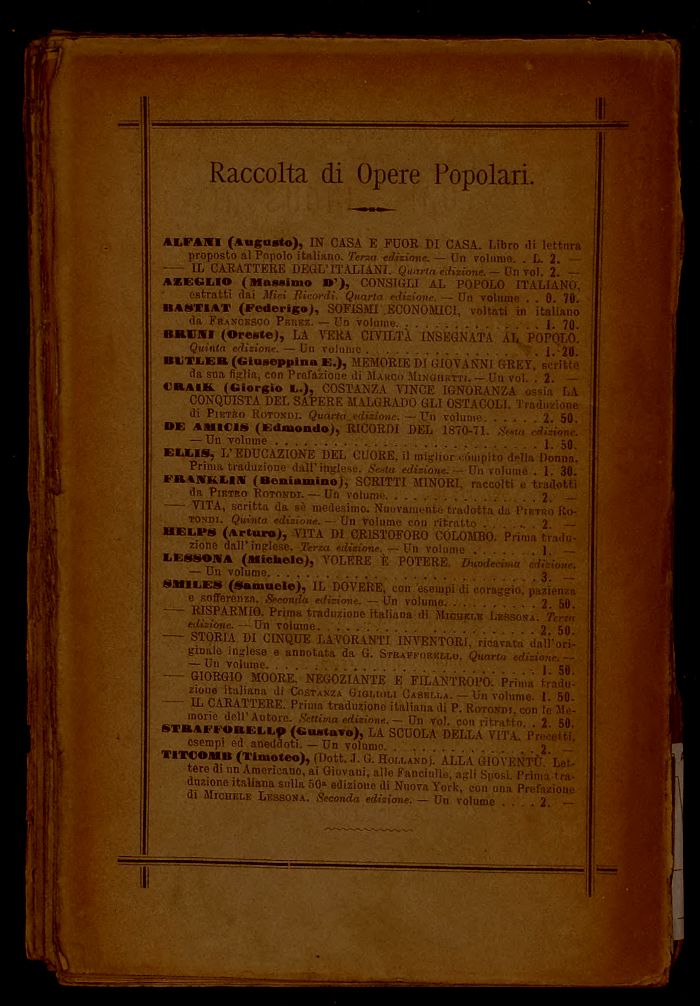 Raccolta di Opere Popolari.
ALFANI (Augusto), IN CASA E FUOR DI CASA. Libro di lettura
proposto al Popolo italiano. Terza edizione. — Un volume. . L. 2. —
— IL CARATTERE DEGL'ITALIANI. Quarta edizione. — Un vol. 2. —
AZEGLIO (Massimo D'), CONSIGLI AL POPOLO ITALIANO,
estratti dai Miei Ricordi. Quarta edizione. — Un volume . . 0. 70.
BASTIAT (Federigo), SOFISMI ECONOMICI, voltati in italiano
da FRANCESCO PEREZ. — Un volume. . . . . . . . . . . . . . 1. 70.
BRUNI (Oreste), LA VERA CIVILTÀ INSEGNATA AL POPOLO.
Quinta edizione. — Un volume . . . . . . . . . . . . . . . . 1. 20.
BUTLER (Giuseppina E.), MEMORIE DI GIOVANNI GREY, scritte
da sua figlia, con Prefazione di MARCO MINGHETTI. — Un vol. . 2. —
CRAIK (Giorgio L.), COSTANZA VINCE IGNORANZA ossia LA
CONQUISTA DEL SAPERE MALGRADO GLI OSTACOLI. Traduzione
di PIETRO ROTONDI. Quarta edizione. — Un volume. . . . . . 2. 50.
DE AMICIS (Edmondo), RICORDI DEL 1870-71. Sesta edizione.
— Un volume . . . . . . . . . . . . . . . . . . . . . . . . 1. 50.
ELLIS, L'EDUCAZIONE DEL CUORE, il miglior compito della Donna.
Prima traduzione dall'inglese. Sesta edizione. — Un volume . 1. 30.
FRANKLIN (Beniamino), SCRITTI MINORI, raccolti e tradotti
da PIETRO ROTONDI. — Un volume. . . . . . . . . . . . . . . 2. —
— VITA, scritta da sè medesimo. Nuovamente tradotta da PIETRO RO-
TONDI. Quinta edizione. — Un volume con ritratto . . . . . . 2. —
HELPS (Arturo), VITA DI CRISTOFORO COLOMBO. Prima tradu-
zione dall'inglese. Terza edizione. — Un volume . . . . . . . 1. —
LESSONA (Michele), VOLERE È POTERE. Duodecima edizione.
— Un volume. . . . . . . . . . . . . . . . . . . . . . . . . 3. —
SMILES (Samuele), IL DOVERE, con esempi di coraggio, pazienza
e sofferenza. Seconda edizione. — Un volume. . . . . . . . . 2. 50.
— RISPARMIO. Prima traduzione italiana di MICHELE LESSONA. Terza
edizione. — Un volume. . . . . . . . . . . . . . . . . . . . 2. 50.
— STORIA DI CINQUE LAVORANTI INVENTORI, ricavata dall'ori-
ginale inglese e annotata da G. STRAFFORELLO. Quarta edizione. —
— Un volume. . . . . . . . . . . . . . . . . . . . . . . . . 1. 50.
— GIORGIO MOORE, NEGOZIANTE E FILANTROPO. Prima tradu-
zione italiana di COSTANZA GIGLIOLI CASELLA. — Un volume. 1. 50.
— IL CARATTERE. Prima traduzione italiana di P. ROTONDI, con le Me-
morie dell'Autore. Settima edizione. — Un vol. con ritratto. . 2. 50.
STRAFFORELLO (Gustavo), LA SCUOLA DELLA VITA. Precetti,
esempi ed aneddoti. — Un volume. . . . . . . . . . . . . . . 2. —
TITCOMB (Timoteo), (Dott. J. G. HOLLAND). ALLA GIOVENTÙ. Let-
tere di un Americano, ai Giovani, alle Fanciulle, agli Sposi. Prima tra-
duzione italiana sulla 50ª edizione di Nuova York, con una Prefazione
di MICHELE LESSONA. Seconda edizione. — Un volume . . . . 2. —